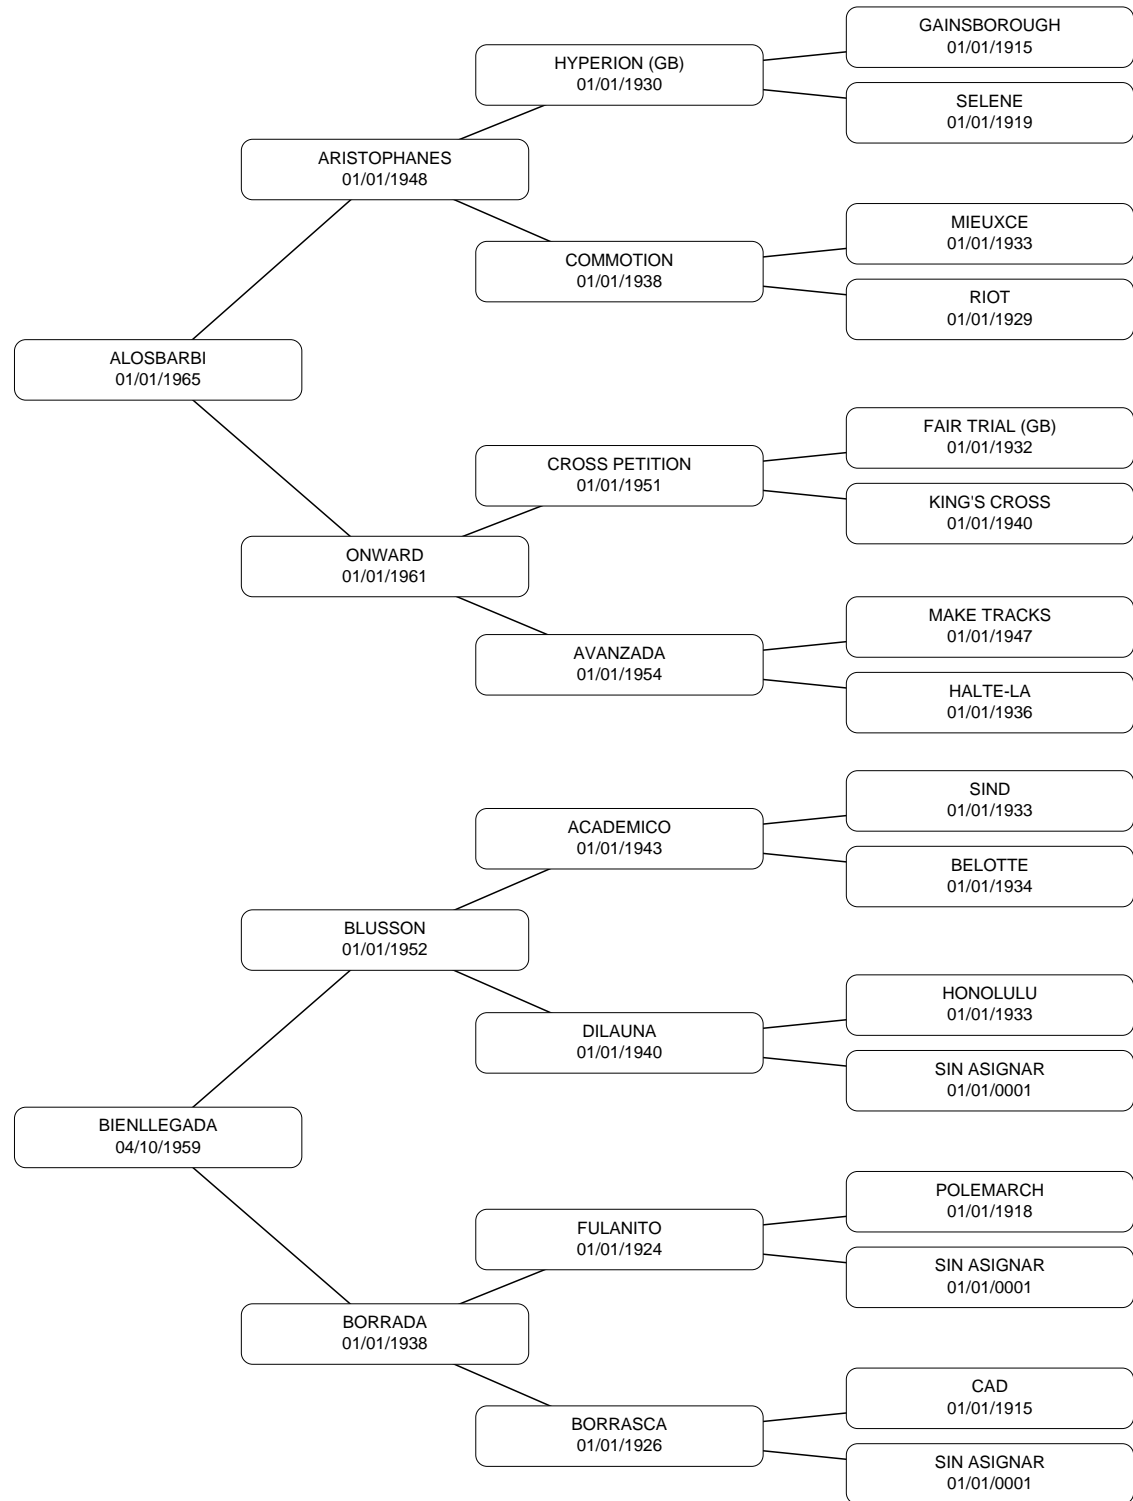 GAINSBOROUGH
01/01/1915
HYPERION (GB)
01/01/1930
SELENE
01/01/1919
ARISTOPHANES
01/01/1948
MIEUXCE
01/01/1933
COMMOTION
01/01/1938
RIOT
01/01/1929
ALOSBARBI
01/01/1965
FAIR TRIAL (GB)
01/01/1932
CROSS PETITION
01/01/1951
KING'S CROSS
01/01/1940
ONWARD
01/01/1961
MAKE TRACKS
01/01/1947
AVANZADA
01/01/1954
HALTE-LA
01/01/1936
SIND
01/01/1933
ACADEMICO
01/01/1943
BELOTTE
01/01/1934
BLUSSON
01/01/1952
HONOLULU
01/01/1933
DILAUNA
01/01/1940
SIN ASIGNAR
01/01/0001
BIENLLEGADA
04/10/1959
POLEMARCH
01/01/1918
FULANITO
01/01/1924
SIN ASIGNAR
01/01/0001
BORRADA
01/01/1938
CAD
01/01/1915
BORRASCA
01/01/1926
SIN ASIGNAR
01/01/0001